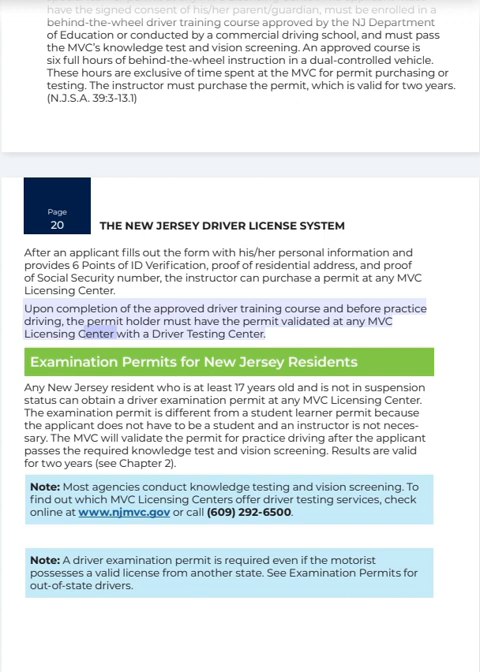 have the signed consent of his/her parent/guardian, must be enrolled in a
behind-the-wheel driver training course approved by the NJ Department
of Education or conducted by a commercial driving school, and must pass
the MVC's knowledge test and vision screening. An approved course is
six full hours of behind-the-wheel instruction in a dual-controlled vehicle.
These hours are exclusive of time spent at the MVC for permit purchasing or
testing. The instructor must purchase the permit, which is valid for two years.
(N.J.S.A. 39:3-13.1)
Page
20
THE NEW JERSEY DRIVER LICENSE SYSTEM
After an applicant fills out the form with his/her personal information and
provides 6 Points of ID Verification, proof of residential address, and proof
of Social Security number, the instructor can purchase a permit at any MVC
Licensing Center.
Upon completion of the approved driver training course and before practice
driving, the permit holder must have the permit validated at any MVC
Licensing Center with a Driver Testing Center.
Examination Permits for New Jersey Residents
Any New Jersey resident who is at least 17 years old and is not in suspension
status can obtain a driver examination permit at any MVC Licensing Center.
The examination permit is different from a student learner permit because
the applicant does not have to be a student and an instructor is not neces-
sary. The MVC will validate the permit for practice driving after the applicant
passes the required knowledge test and vision screening. Results are valid
for two years (see Chapter 2).
Note: Most agencies conduct knowledge testing and vision screening. To
find out which MVC Licensing Centers offer driver testing services, check
online at www.njmvc.gov or call (609) 292-6500.
Note: A driver examination permit is required even if the motorist
possesses a valid license from another state. See Examination Permits for
out-of-state drivers.